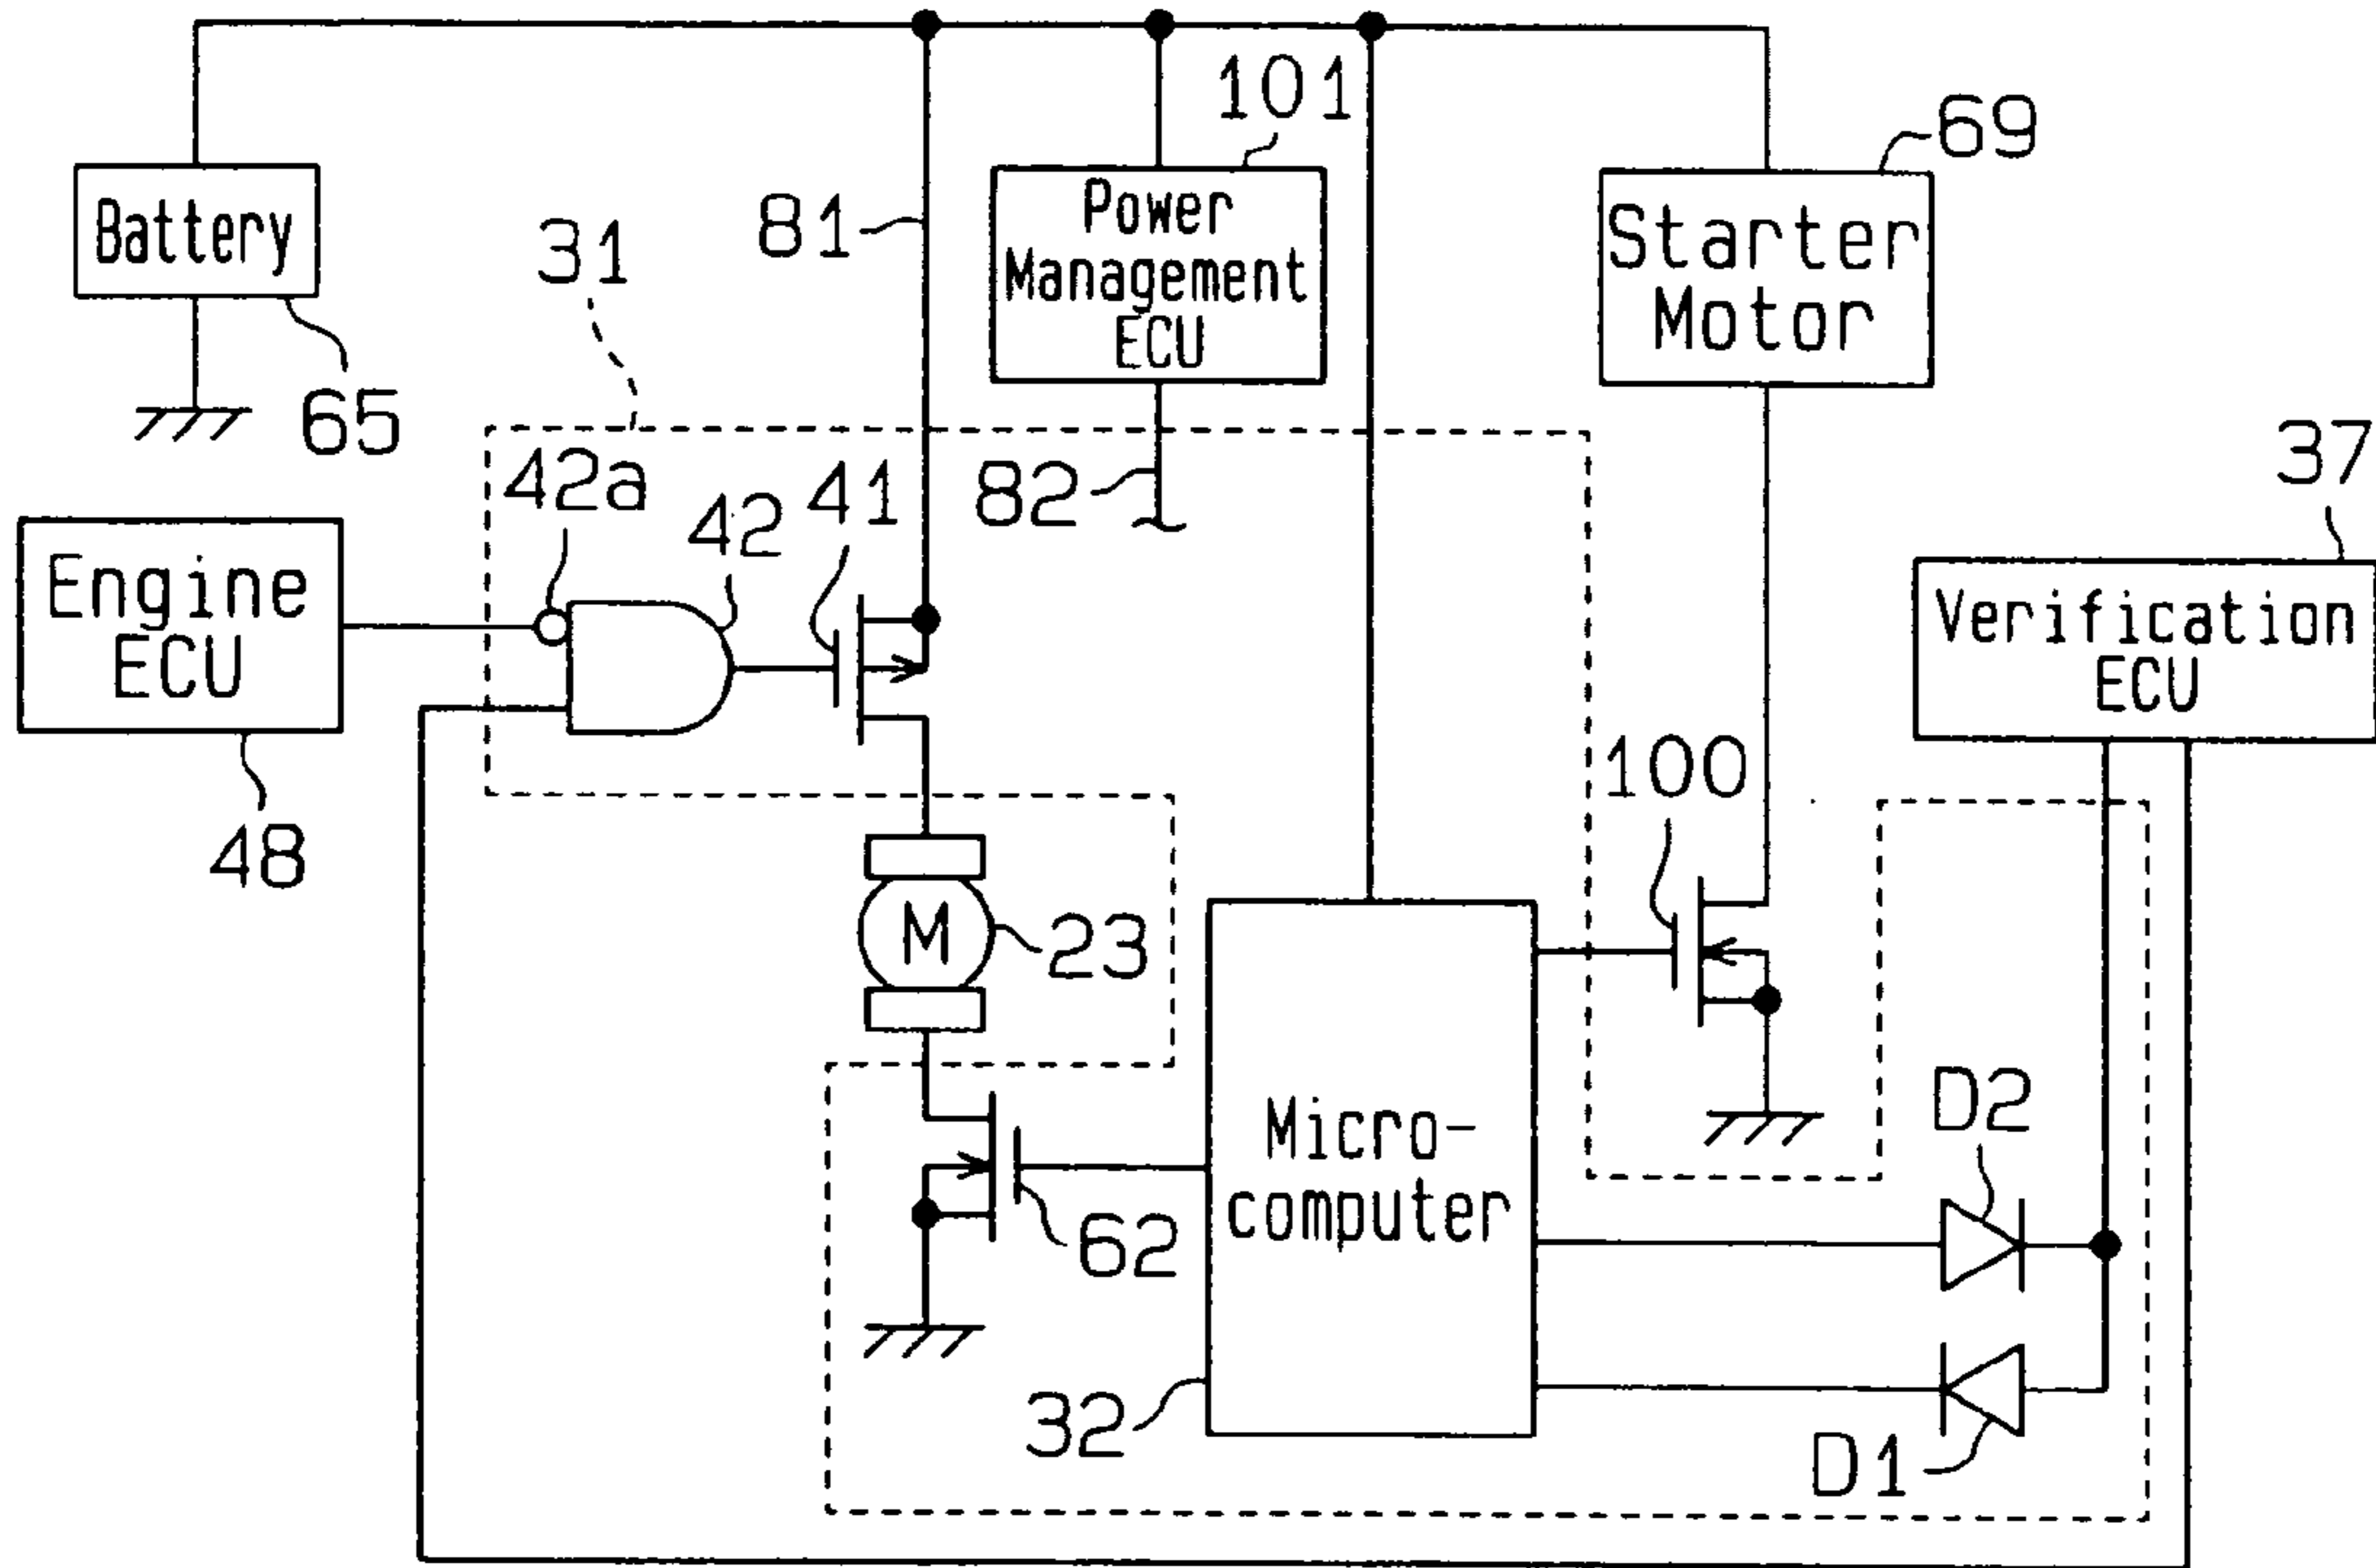 101
69
Battery
81
Power
Management
ECU
Starter
Motor
31
65
37
42a
41
82
42
Engine
ECU
Verification
ECU
100
48
M
23
D2
Micro-
computer
62
32
D1